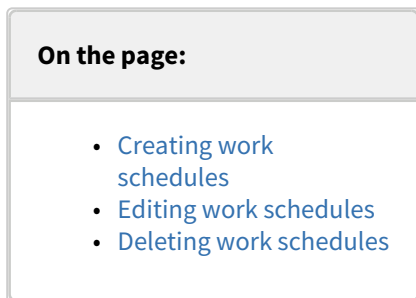 On the page:
• Creating work
schedules
• Editing work schedules
• Deleting work schedules